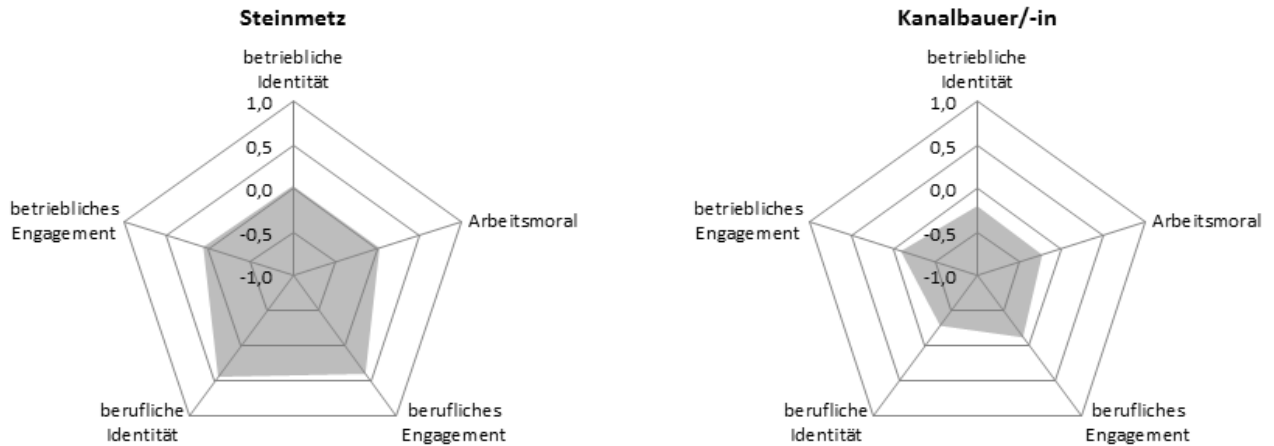 Steinmetz
betriebliche
Identität
1,0
0,5
0,0
-0,5
-1,0
Arbeitsmoral
berufliches
Engagement
berufliche
Identität
betriebliches
Engagement
Kanalbauer/-in
betriebliche
Identität
1,0
0,5
0,0
-0,5
-1,0
Arbeitsmoral
berufliches
Engagement
berufliche
Identität
betriebliches
Engagement